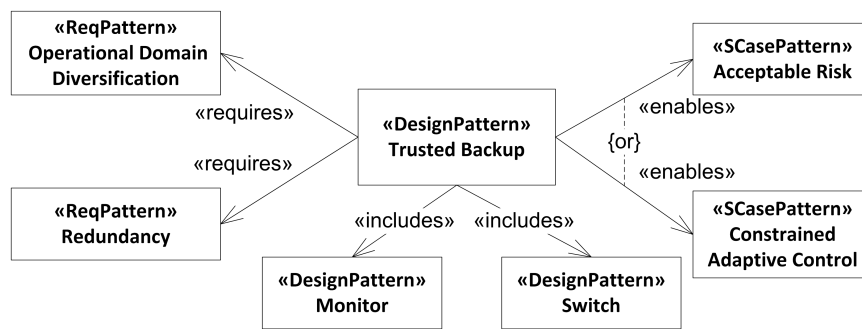 «ReqPattern»
Operational Domain
Diversification
«requires»
«requires»
«ReqPattern»
Redundancy
«DesignPattern»
Trusted Backup
«includes»
«includes»
«DesignPattern»
Monitor
«DesignPattern»
Switch
«SCasePattern»
Acceptable Risk
«enables»
{or}
«enables»
«SCasePattern»
Constrained
Adaptive Control